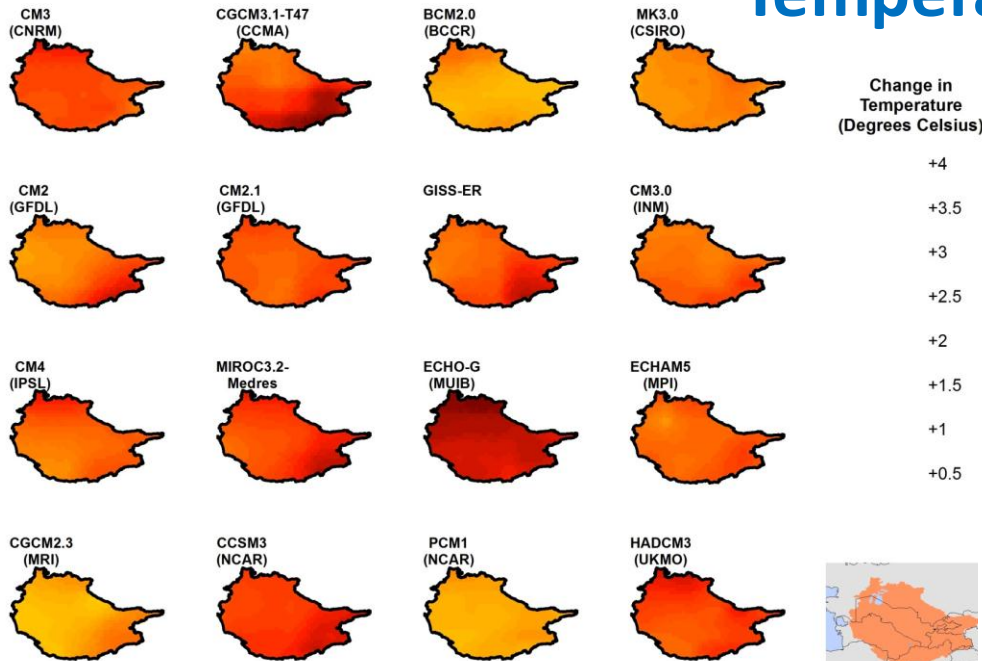 Tempera
CM3
(CNRM)
CGCM3.1-T47
(CCMA)
BCM2.0
(BCCR)
MK3.0
(CSIRO)
Change in
Temperature
(Degrees Celsius)
+4
+3.5
+3
+2.5
+2
+1.5
+1
+0.5
CM2
(GFDL)
CM2.1
(GFDL)
GISS-ER
CM3.0
(INM)
CM4
(IPSL)
MIROC3.2-
Medres
ECHO-G
(MUIB)
ECHAM5
(MPI)
CGCM2.3
(MRI)
CCSM3
(NCAR)
PCM1
(NCAR)
HADCM3
(UKMO)